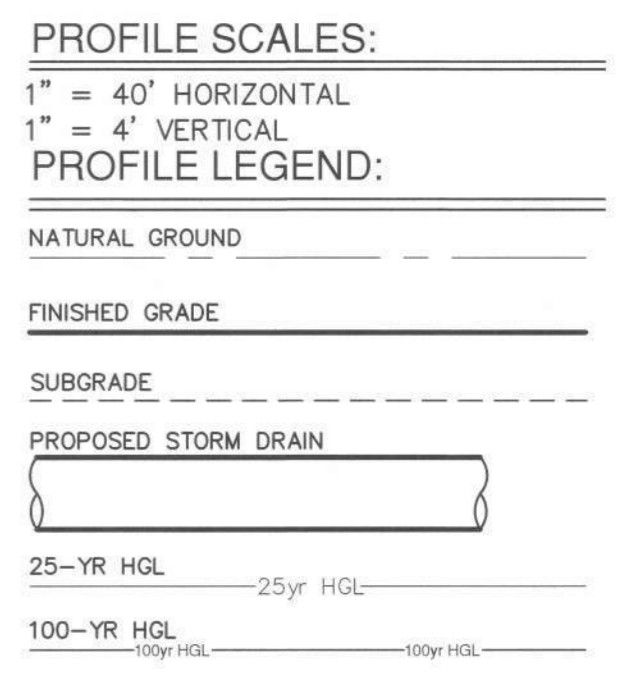 PROFILE SCALES:
1" = 40' HORIZONTAL
1" = 4' VERTICAL
PROFILE LEGEND:
NATURAL GROUND
FINISHED GRADE
SUBGRADE
PROPOSED STORM DRAIN
25-YR HGL
25yr HGL
100-YR HGL
100yr HGL 100yr HGL